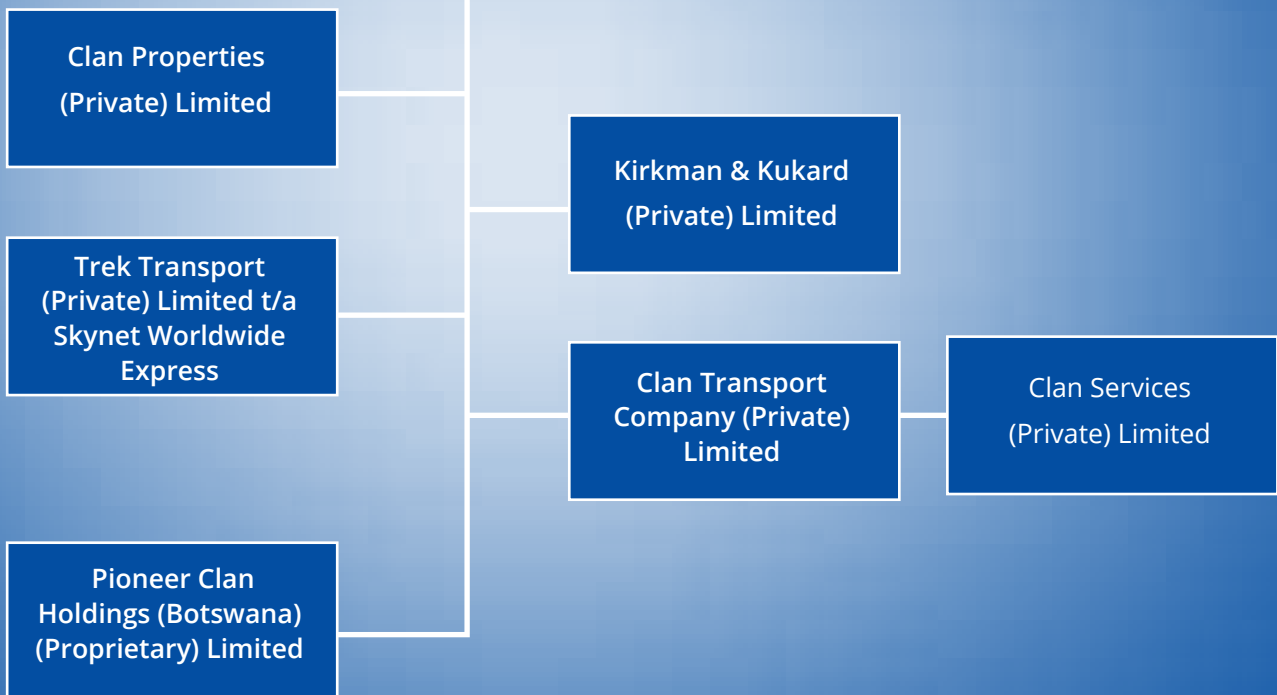 Clan Properties
(Private) Limited
Kirkman & Kukard
(Private) Limited
Trek Transport
(Private) Limited t/a
Skynet Worldwide
Express
Clan Transport
Company (Private)
Limited
Clan Services
(Private) Limited
Pioneer Clan
Holdings (Botswana)
(Proprietary) Limited